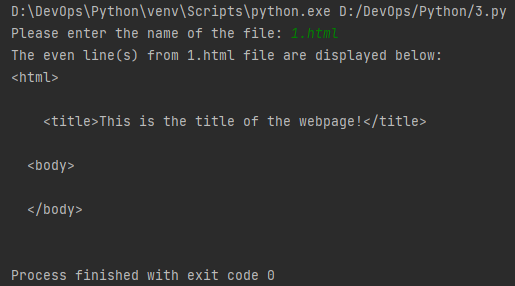 D:\DevOps\Python\venv\Scripts\python.exe D:/DevOps/Python/3.py
Please enter the name of the file: 1.html
The even line(s) from 1.html file are displayed below:
<html>
<title>This is the title of the webpage!</title>
<body>
</body>
Process finished with exit code 0